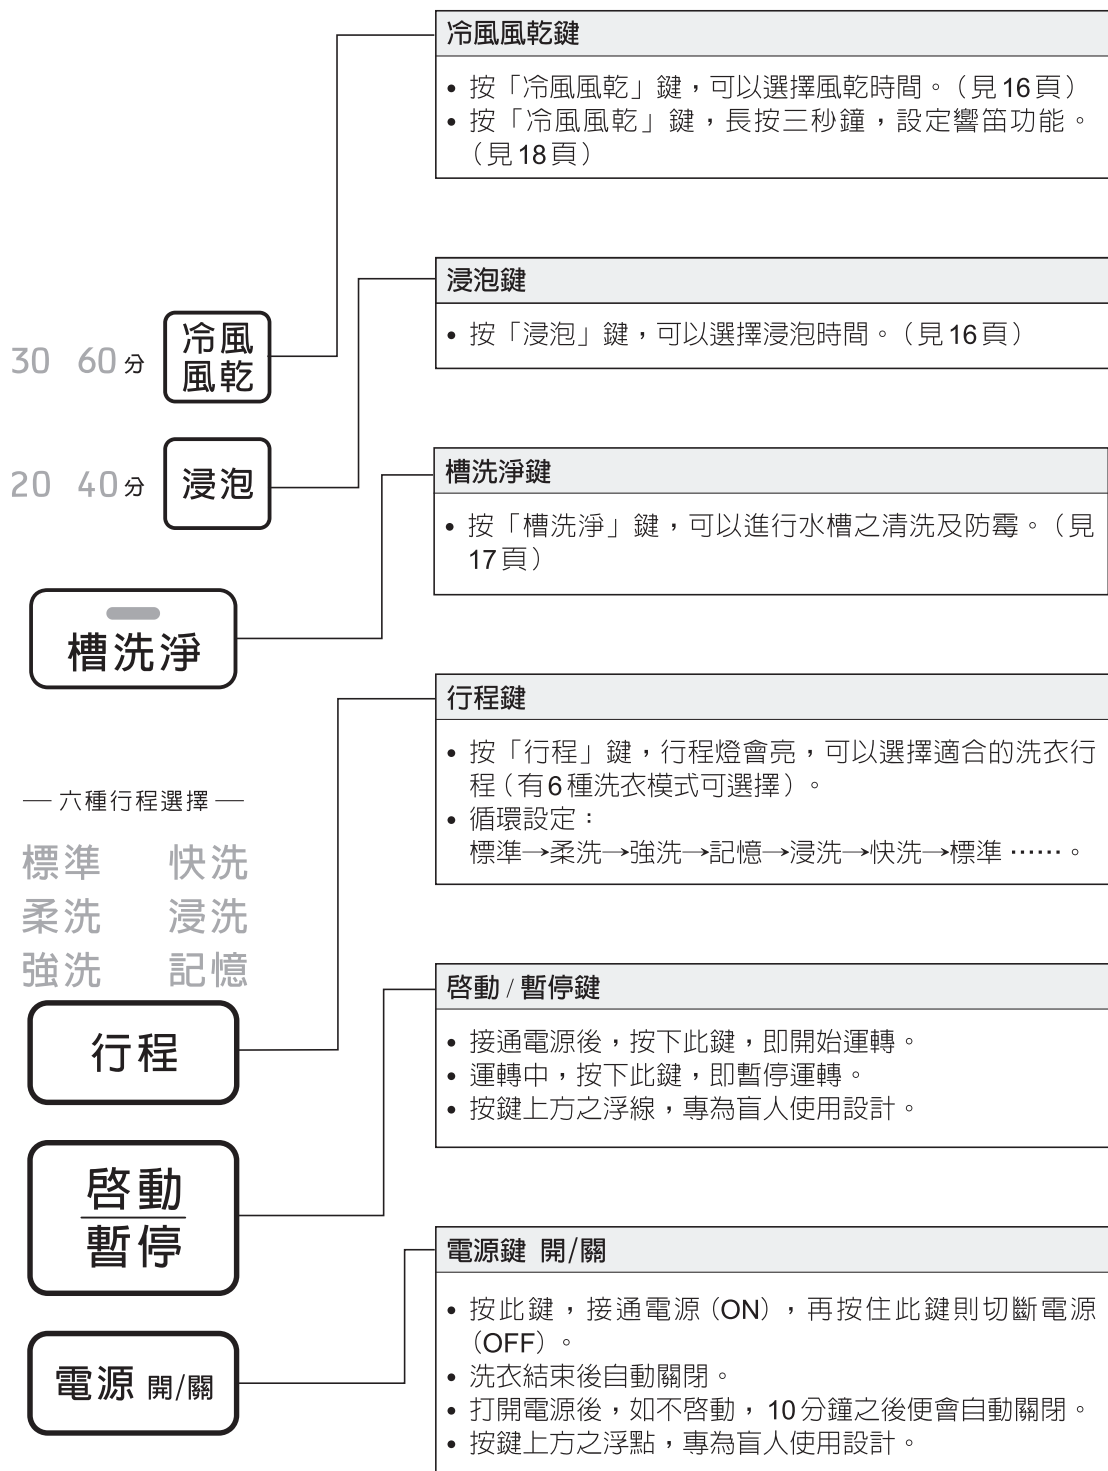 冷風風乾鍵
• 按「冷風風乾」鍵，可以選擇風乾時間。（見16頁）
• 按「冷風風乾」鍵，長按三秒鐘，設定響笛功能。
（見18頁）
浸泡鍵
• 按「浸泡」鍵，可以選擇浸泡時間。（見16頁）
30 60分
冷風
風乾
20 40分
浸泡
槽洗淨鍵
• 按「槽洗淨」鍵，可以進行水槽之清洗及防霉。（見
17頁）
槽洗淨
行程鍵
• 按「行程」鍵，行程燈會亮，可以選擇適合的洗衣行
程（有6種洗衣模式可選擇）。
• 循環設定：
標準→柔洗→強洗→記憶→浸洗→快洗→標準 ⋯⋯。
— 六種行程選擇 —
標準 快洗
柔洗 浸洗
強洗 記憶
行程
啓動 / 暫停鍵
• 接通電源後，按下此鍵，即開始運轉。
• 運轉中，按下此鍵，即暫停運轉。
• 按鍵上方之浮線，專為盲人使用設計。
啓動
暫停
電源鍵 開/關
• 按此鍵，接通電源（ON），再按住此鍵則切斷電源
（OFF）。
• 洗衣結束後自動關閉。
• 打開電源後，如不啓動，10分鐘之後便會自動關閉。
• 按鍵上方之浮點，專為盲人使用設計。
電源 開/關